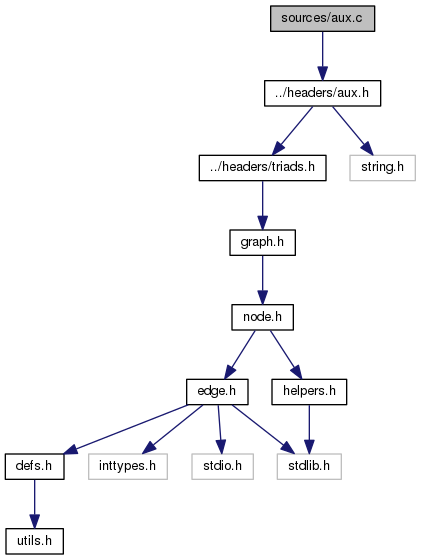 sources/aux.c
../headers/aux.h
../headers/triads.h
string.h
graph.h
node.h
edge.h
helpers.h
defs.h
inttypes.h
stdio.h
stdlib.h
utils.h